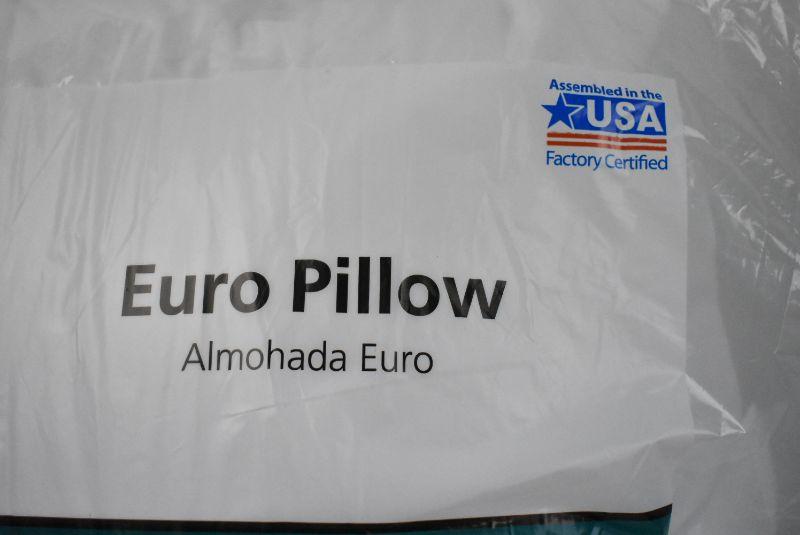 Assembled in the
USA
Factory Certified
Euro Pillow
Almohada Euro